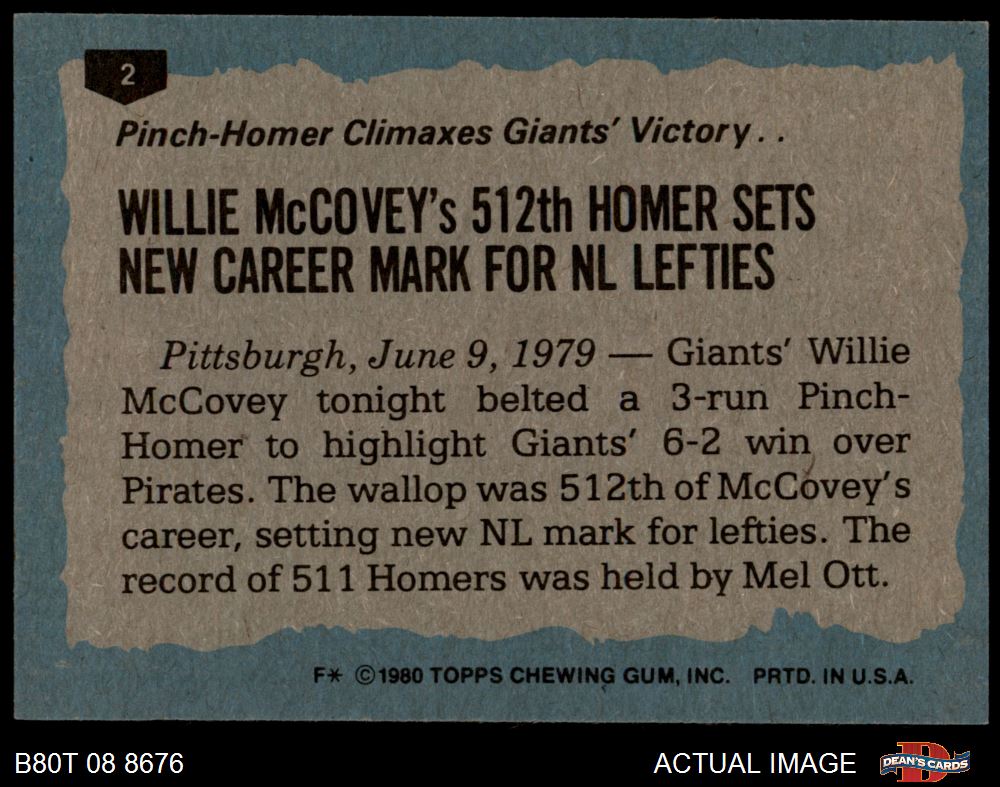 2
Pinch-Homer Climaxes Giants' Victory. .
WILLIE McCOVEY's 512th HOMER SETS
NEW CAREER MARK FOR NL LEFTIES
Pittsburgh, June 9, 1979 — Giants' Willie
McCovey tonight belted a 3-run Pinch-
Homer to highlight Giants' 6-2 win over
Pirates. The wallop was 512th of McCovey's
career, setting new NL mark for lefties. The
record of 511 Homers was held by Mel Ott.
F* ©1980 TOPPS CHEWING GUM, INC. PRTD. IN U.S.A.
B80T 08 8676 ACTUAL IMAGE D DEAN'S CARDS